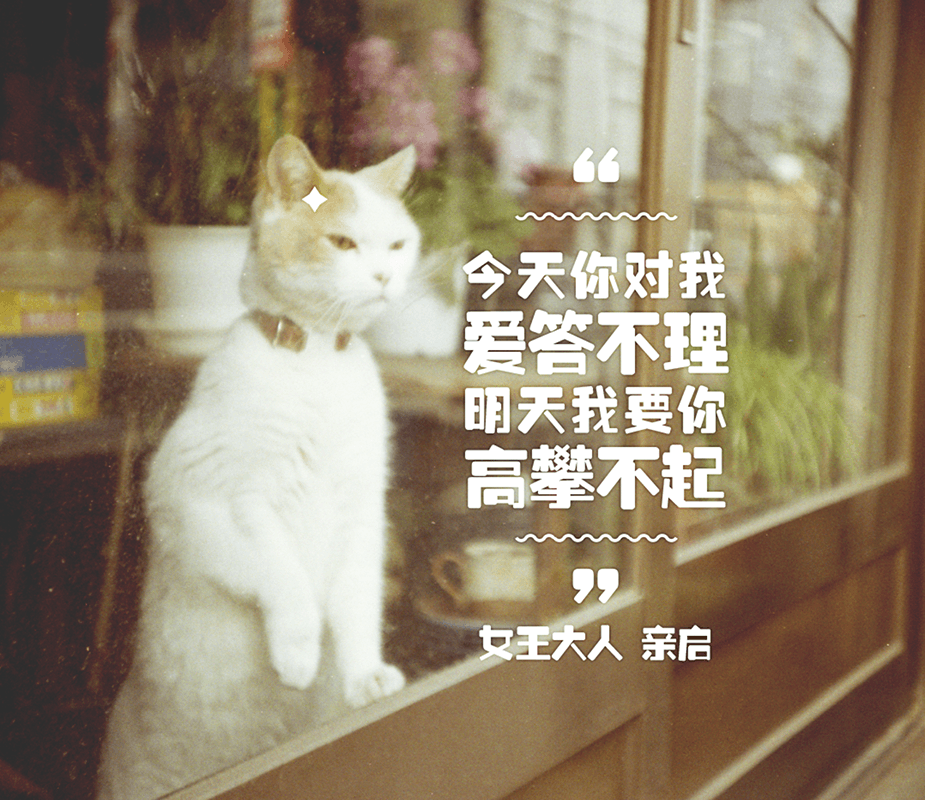 “
今天你对我
爱答不理
明天我要你
高攀不起
”
女王大人 亲启